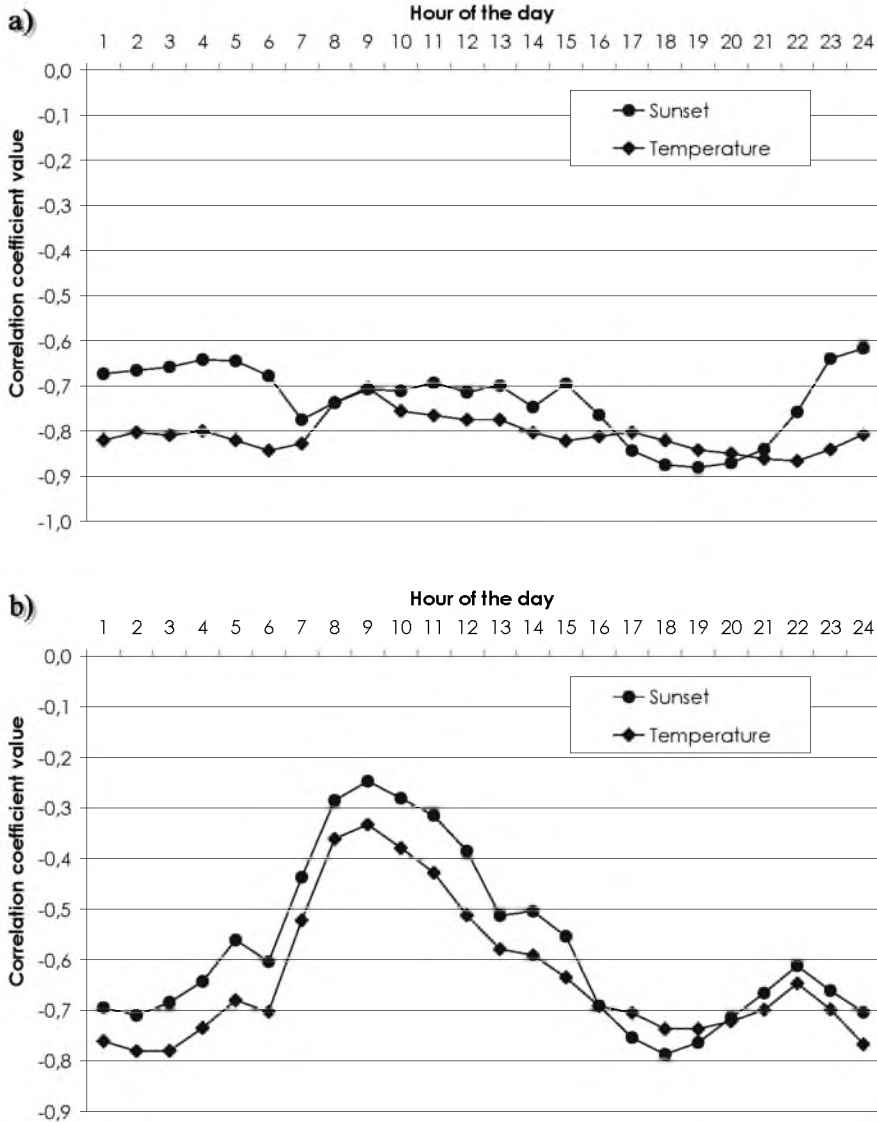 a)
Hour of the day
1 2 3 4 5 6 7 8 9 10 11 12 13 14 15 16 17 18 19 20 21 22 23 24
0,0
-0,1
-0,2
-0,3
-0,4
-0,5
-0,6
-0,7
-0,8
-0,9
-1,0
Correlation coefficient value
Sunset
Temperature
b)
Hour of the day
1 2 3 4 5 6 7 8 9 10 11 12 13 14 15 16 17 18 19 20 21 22 23 24
0,0
-0,1
-0,2
-0,3
-0,4
-0,5
-0,6
-0,7
-0,8
-0,9
Correlation coefficient value
Sunset
Temperature